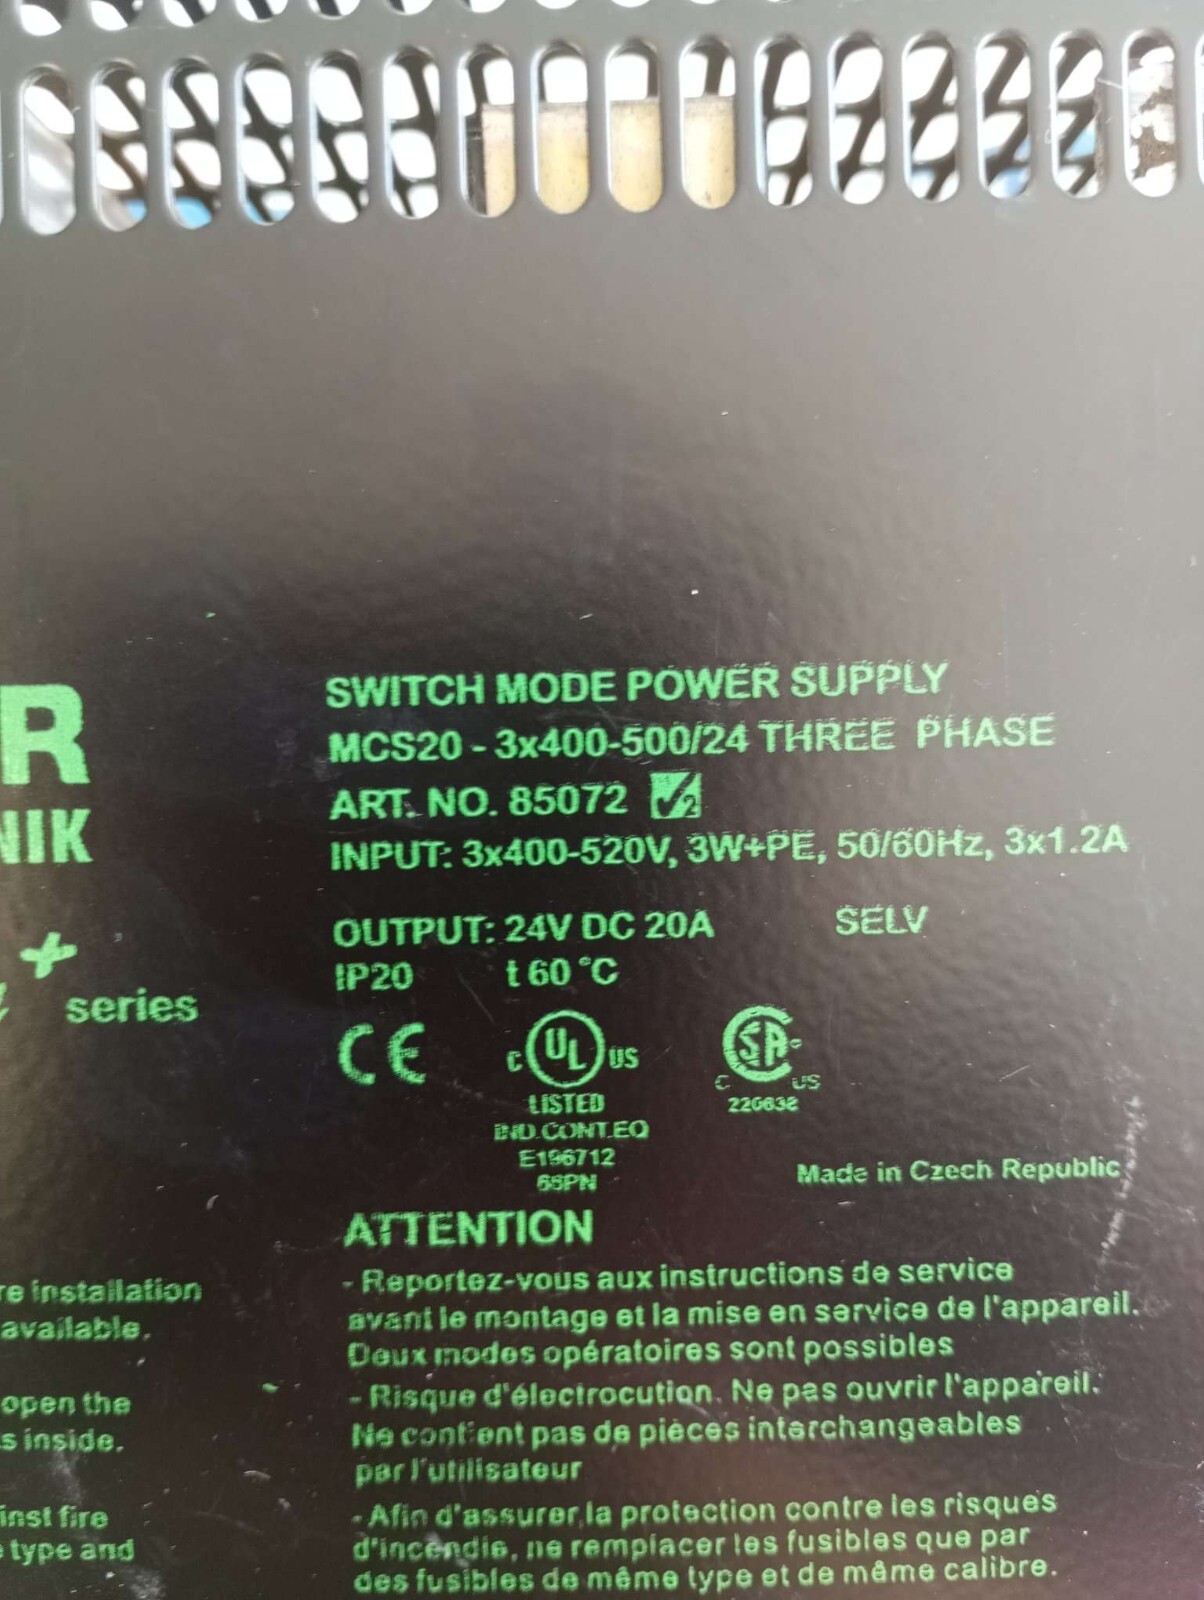 R
NIK
+
series
SWITCH MODE POWER SUPPLY
MCS20 - 3x400-500/24 THREE PHASE
ART. NO. 85072
INPUT: 3x400-520V, 3W+PE, 50/60Hz, 3x1.2A
OUTPUT: 24V DC 20A SELV
IP20 t 60 °C
CE
C UL US
LISTED
IND.CONT.EQ
E196712
66PN
C SA US
220638
Made in Czech Republic
re installation
available.
open the
s inside.
inst fire
type and
ATTENTION
- Reportez-vous aux instructions de service
avant le montage et la mise en service de l'appareil.
Deux modes opératoires sont possibles
- Risque d'électrocution. Ne pas ouvrir l'appareil.
Ne contient pas de pièces interchangeables
par l'utilisateur
- Afin d'assurer la protection contre les risques
d'incendie, ne remplacer les fusibles que par
des fusibles de même type et de même calibre.